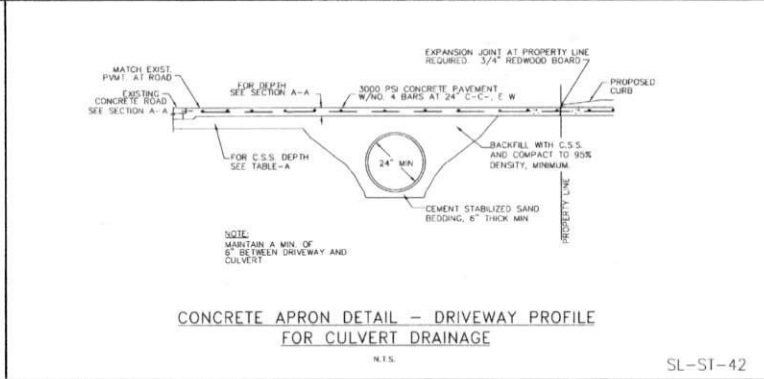 EXPANSION JOINT AT PROPERTY LINE
REQUIRED. 3/4" REDWOOD BOARD
MATCH EXIST.
PVMT. AT ROAD
PROPOSED
CURB
FOR DEPTH
SEE SECTION A-A
3000 PSI CONCRETE PAVEMENT
W/NO. 4 BARS AT 24" C-C-, E W
EXISTING
CONCRETE ROAD
SEE SECTION A-A
BACKFILL WITH C.S.S.
AND COMPACT TO 95%
DENSITY, MINIMUM.
FOR C.S.S. DEPTH
SEE TABLE-A
24" MIN
CEMENT STABILIZED SAND
BEDDING, 6" THICK MIN
PROPERTY LINE
NOTE:
MAINTAIN A MIN. OF
6" BETWEEN DRIVEWAY AND
CULVERT
CONCRETE APRON DETAIL - DRIVEWAY PROFILE
FOR CULVERT DRAINAGE
N.T.S.
SL-ST-42